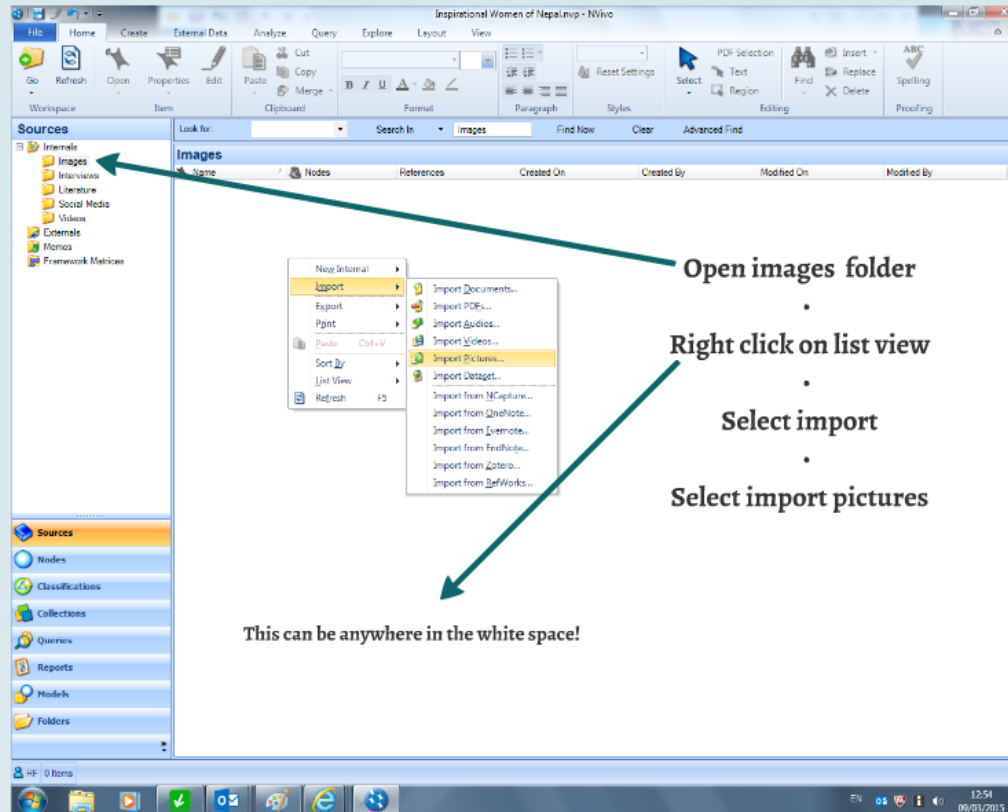 Inspirational Women of Nepal.nvp - NVivo
File Home Create External Data Analyze Query Explore Layout View
Go Refresh Open Properties Edit Paste Cut Copy Merge
B I U A
Reset Settings
Select PDF Selection Text Region Find Insert Replace Delete
ABC Spelling
Workspace Item Clipboard Format Paragraph Styles Editing Proofing
Sources
Look for: Search In Images Find Now Clear Advanced Find
Internals
Images
Interviews
Literature
Social Media
Videos
Externals
Memos
Framework Matrices
Images
Name Nodes References Created On Created By Modified On Modified By
New Internal
Import
Export
Print
Paste Ctrl+V
Sort By
List View
Refresh F5
Import Documents...
Import PDFs...
Import Audios...
Import Videos...
Import Pictures...
Import Dataset...
Import from NCapture...
Import from OneNote...
Import from Evernote...
Import from EndNote...
Import from Zotero...
Import from RefWorks...
Open images folder
Right click on list view
Select import
Select import pictures
This can be anywhere in the white space!
Sources
Nodes
Classifications
Collections
Queries
Reports
Models
Folders
HF 0 Items
EN 12:54
09/03/2015